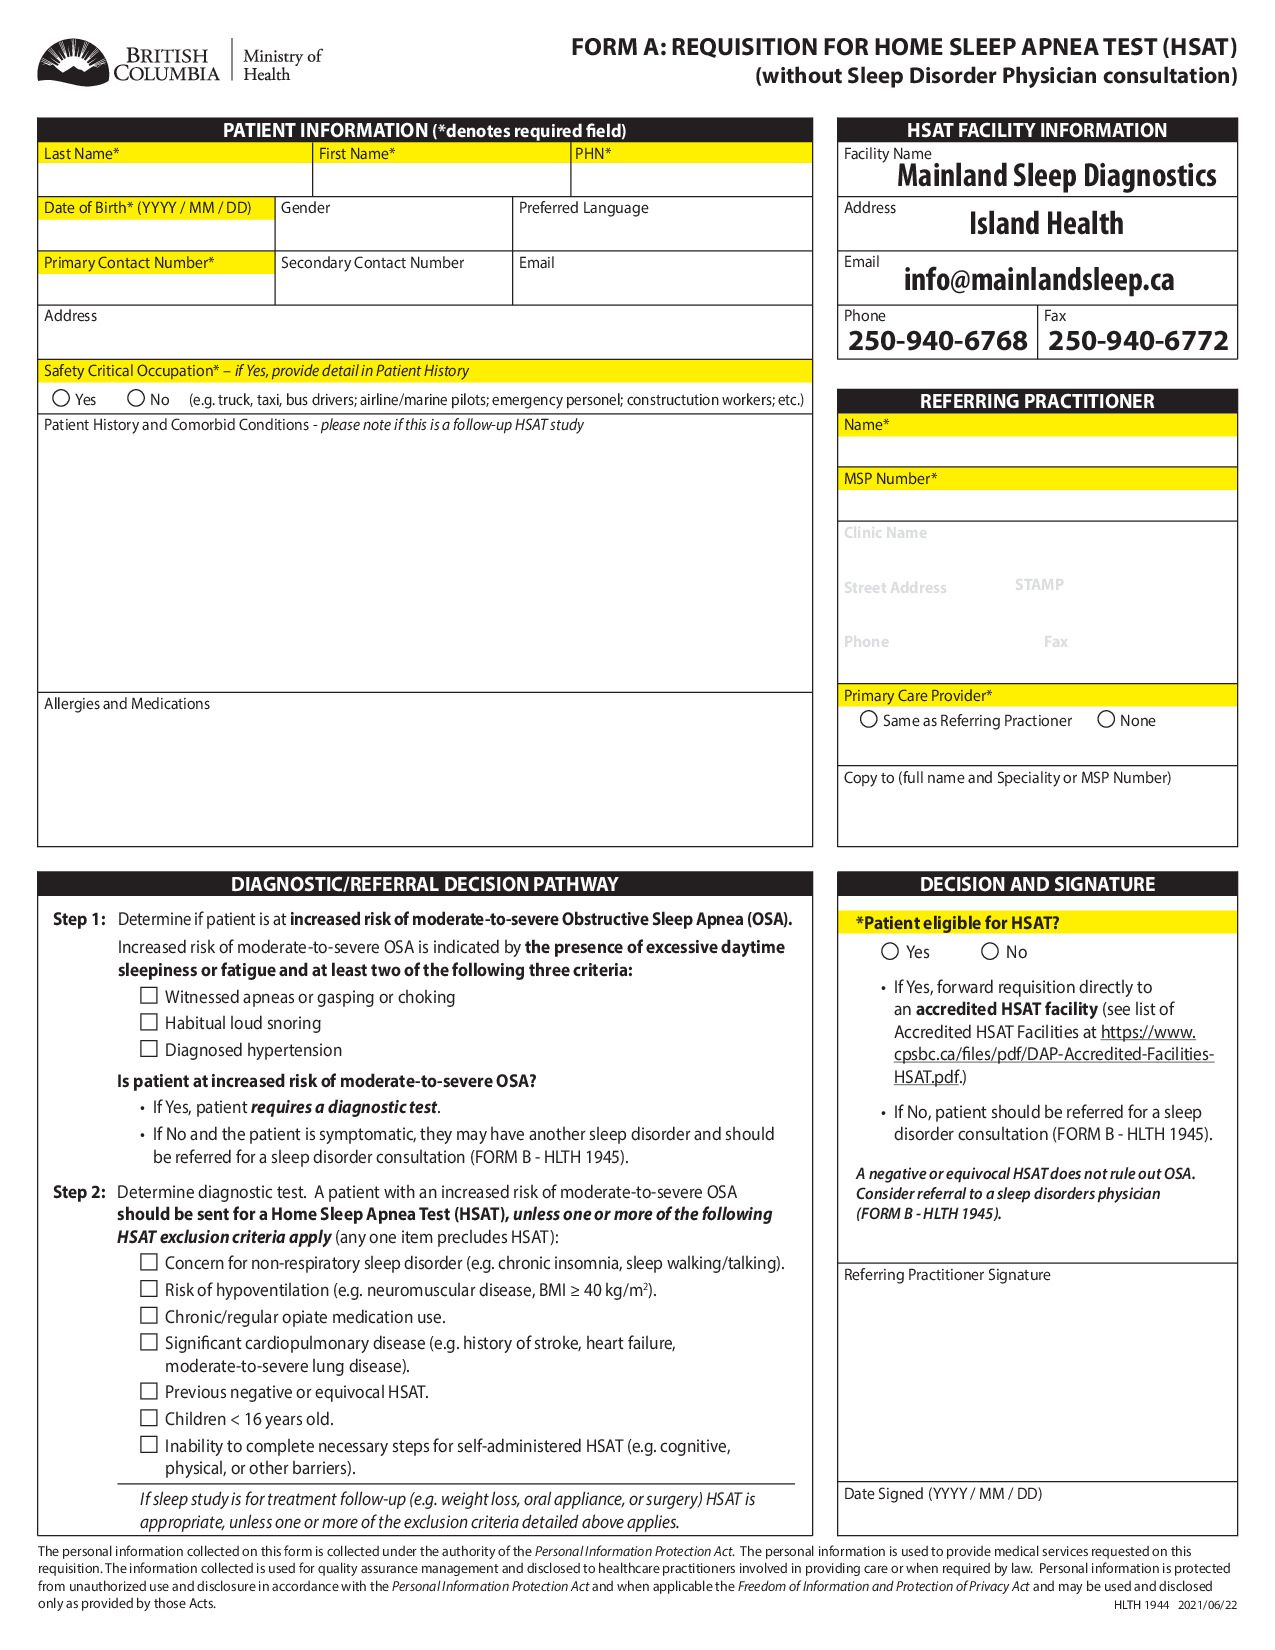 BRITISH
COLUMBIA
Ministry of
Health
FORM A: REQUISITION FOR HOME SLEEP APNEA TEST (HSAT)
(without Sleep Disorder Physician consultation)
PATIENT INFORMATION (*denotes required field)
Last Name* First Name* PHN*
Date of Birth* (YYYY / MM / DD) Gender Preferred Language
Primary Contact Number* Secondary Contact Number Email
Address
Safety Critical Occupation* – if Yes, provide detail in Patient History
Yes No (e.g. truck, taxi, bus drivers; airline/marine pilots; emergency personel; constructution workers; etc.)
Patient History and Comorbid Conditions - please note if this is a follow-up HSAT study
Allergies and Medications
HSAT FACILITY INFORMATION
Facility Name
Mainland Sleep Diagnostics
Address
Island Health
Email
info@mainlandsleep.ca
Phone Fax
250-940-6768 250-940-6772
REFERRING PRACTITIONER
Name*
MSP Number*
Clinic Name
Street Address STAMP
Phone Fax
Primary Care Provider*
Same as Referring Practioner None
Copy to (full name and Speciality or MSP Number)
DIAGNOSTIC/REFERRAL DECISION PATHWAY
Step 1: Determine if patient is at increased risk of moderate-to-severe Obstructive Sleep Apnea (OSA).
Increased risk of moderate-to-severe OSA is indicated by the presence of excessive daytime
sleepiness or fatigue and at least two of the following three criteria:
Witnessed apneas or gasping or choking
Habitual loud snoring
Diagnosed hypertension
Is patient at increased risk of moderate-to-severe OSA?
• If Yes, patient requires a diagnostic test.
• If No and the patient is symptomatic, they may have another sleep disorder and should
be referred for a sleep disorder consultation (FORM B - HLTH 1945).
Step 2: Determine diagnostic test. A patient with an increased risk of moderate-to-severe OSA
should be sent for a Home Sleep Apnea Test (HSAT), unless one or more of the following
HSAT exclusion criteria apply (any one item precludes HSAT):
Concern for non-respiratory sleep disorder (e.g. chronic insomnia, sleep walking/talking).
Risk of hypoventilation (e.g. neuromuscular disease, BMI ≥ 40 kg/m²).
Chronic/regular opiate medication use.
Significant cardiopulmonary disease (e.g. history of stroke, heart failure,
moderate-to-severe lung disease).
Previous negative or equivocal HSAT.
Children < 16 years old.
Inability to complete necessary steps for self-administered HSAT (e.g. cognitive,
physical, or other barriers).
If sleep study is for treatment follow-up (e.g. weight loss, oral appliance, or surgery) HSAT is
appropriate, unless one or more of the exclusion criteria detailed above applies.
DECISION AND SIGNATURE
*Patient eligible for HSAT?
Yes No
• If Yes, forward requisition directly to
an accredited HSAT facility (see list of
Accredited HSAT Facilities at https://www.
cpsbc.ca/files/pdf/DAP-Accredited-Facilities-
HSAT.pdf.)
• If No, patient should be referred for a sleep
disorder consultation (FORM B - HLTH 1945).
A negative or equivocal HSAT does not rule out OSA.
Consider referral to a sleep disorders physician
(FORM B - HLTH 1945).
Referring Practitioner Signature
Date Signed (YYYY / MM / DD)
The personal information collected on this form is collected under the authority of the Personal Information Protection Act. The personal information is used to provide medical services requested on this
requisition. The information collected is used for quality assurance management and disclosed to healthcare practitioners involved in providing care or when required by law. Personal information is protected
from unauthorized use and disclosure in accordance with the Personal Information Protection Act and when applicable the Freedom of Information and Protection of Privacy Act and may be used and disclosed
only as provided by those Acts.
HLTH 1944 2021/06/22